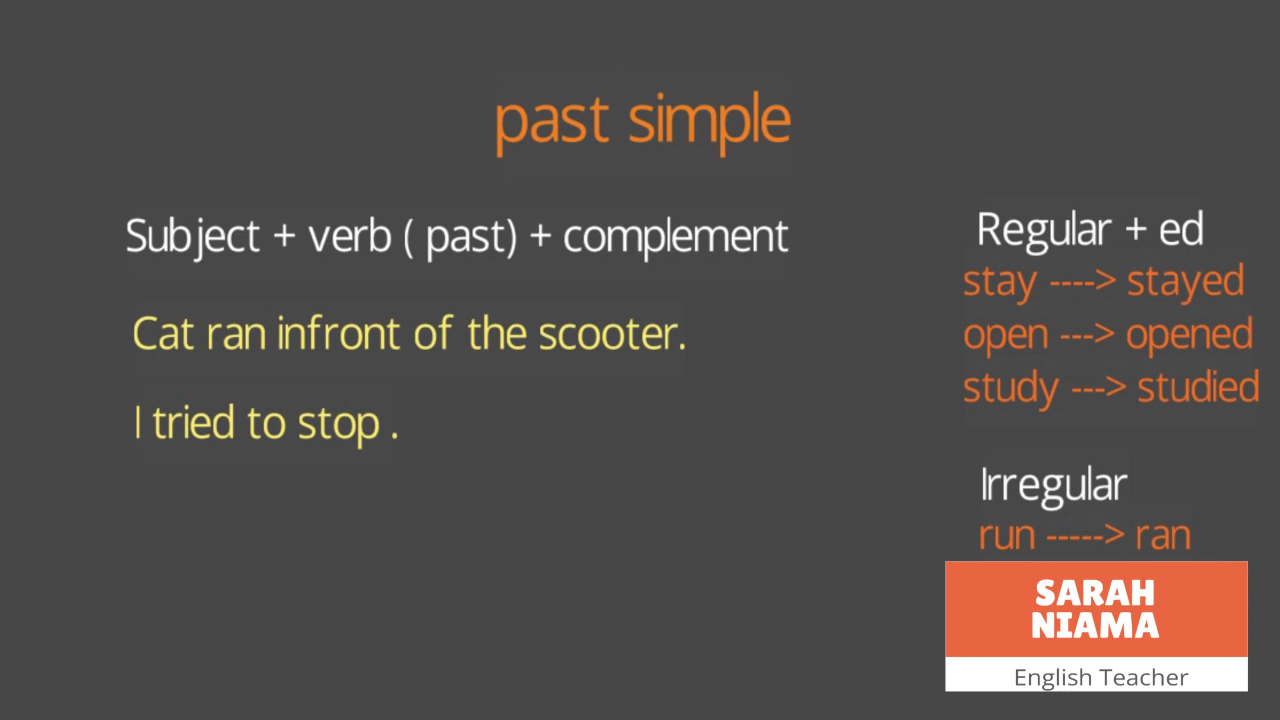 past simple
Subject + verb ( past) + complement
Cat ran infront of the scooter.
I tried to stop .
Regular + ed
stay ----> stayed
open ---> opened
study ---> studied
Irregular
run -----> ran
SARAH
NIAMA
English Teacher